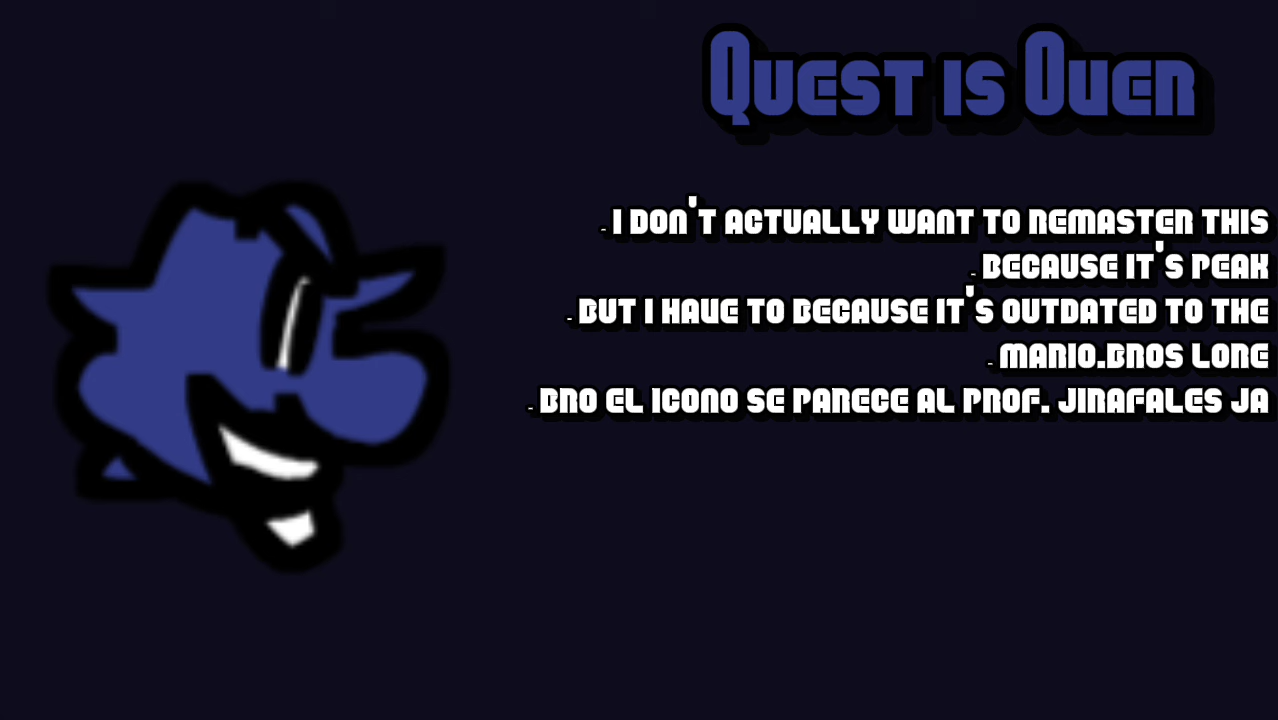 Quest is Over
- I DON'T ACTUALLY WANT TO REMASTER THIS
- BECAUSE IT'S PEAK
- BUT I HAVE TO BECAUSE IT'S OUTDATED TO THE
- MARIO.BROS LORE
- BRO EL ICONO SE PARECE AL PROF. JIRAFALES JA